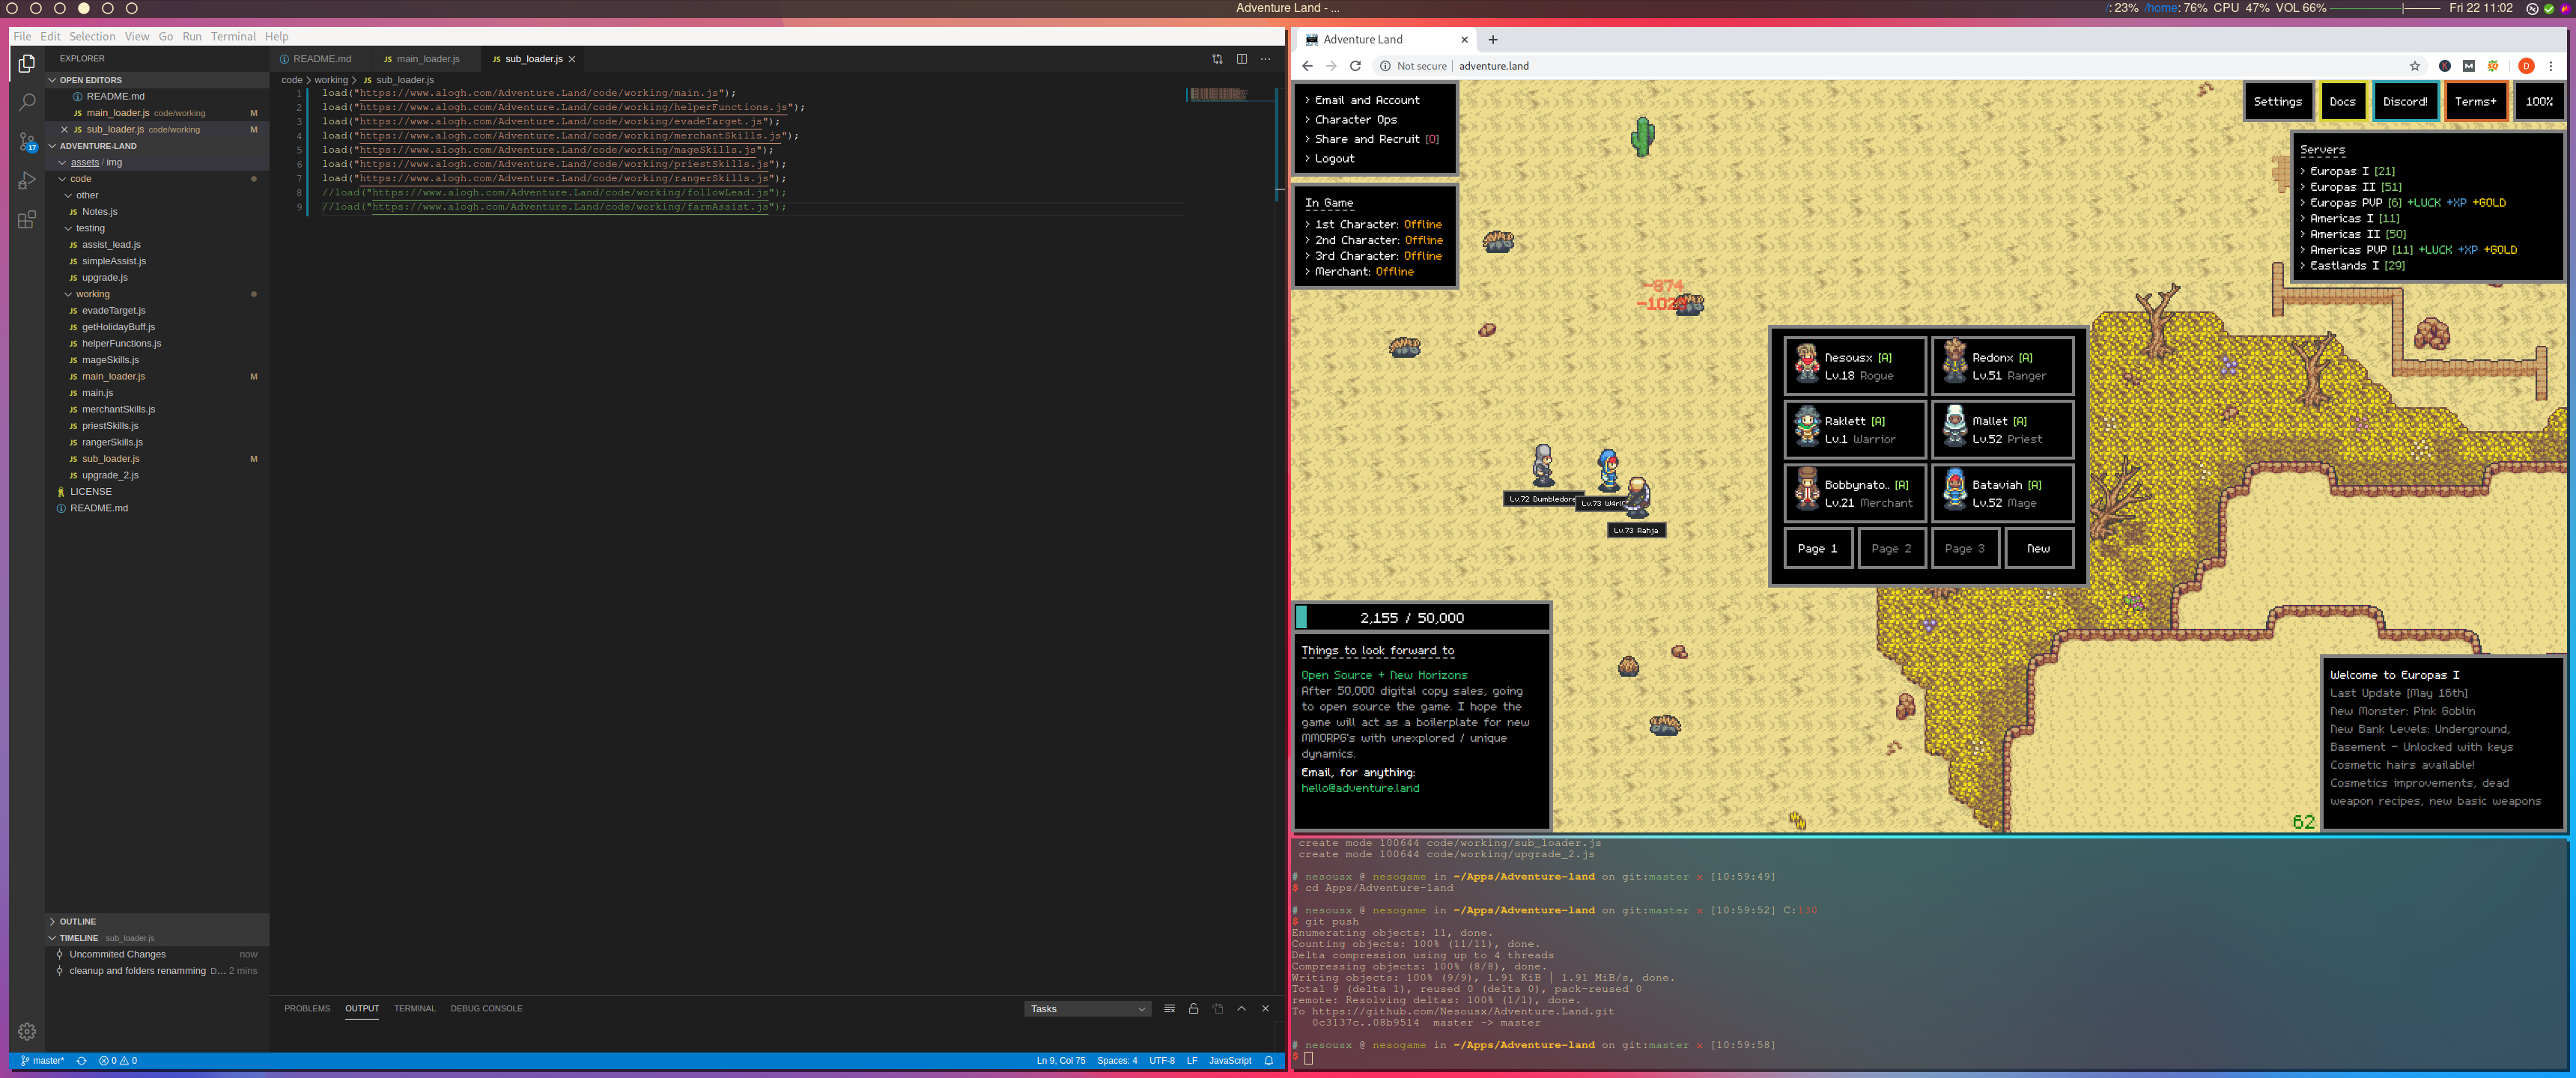 Adventure Land - ...
/: 23% /home: 76% CPU 47% VOL 66% Fri 22 11:02
File Edit Selection View Go Run Terminal Help
EXPLORER
OPEN EDITORS
README.md
JS main_loader.js code/working M
JS sub_loader.js code/working M
ADVENTURE-LAND
assets / img
code
other
JS Notes.js
testing
JS assist_lead.js
JS simpleAssist.js
JS upgrade.js
working
JS evadeTarget.js
JS getHolidayBuff.js
JS helperFunctions.js
JS mageSkills.js
JS main_loader.js M
JS main.js
JS merchantSkills.js
JS priestSkills.js
JS rangerSkills.js
JS sub_loader.js M
JS upgrade_2.js
LICENSE
README.md
17
OUTLINE
TIMELINE sub_loader.js
Uncommited Changes now
cleanup and folders renamming D... 2 mins
README.md JS main_loader.js JS sub_loader.js
code > working > JS sub_loader.js
1 load("https://www.alogh.com/Adventure.Land/code/working/main.js");
2 load("https://www.alogh.com/Adventure.Land/code/working/helperFunctions.js");
3 load("https://www.alogh.com/Adventure.Land/code/working/evadeTarget.js");
4 load("https://www.alogh.com/Adventure.Land/code/working/merchantSkills.js");
5 load("https://www.alogh.com/Adventure.Land/code/working/mageSkills.js");
6 load("https://www.alogh.com/Adventure.Land/code/working/priestSkills.js");
7 load("https://www.alogh.com/Adventure.Land/code/working/rangerSkills.js");
8 //load("https://www.alogh.com/Adventure.Land/code/working/followLead.js");
9 //load("https://www.alogh.com/Adventure.Land/code/working/farmAssist.js");
PROBLEMS OUTPUT TERMINAL DEBUG CONSOLE
Tasks
master* 0 0
Ln 9, Col 75 Spaces: 4 UTF-8 LF JavaScript
Adventure Land
Not secure | adventure.land
D
> Email and Account
> Character Ops
> Share and Recruit [0]
> Logout
In Game
> 1st Character: Offline
> 2nd Character: Offline
> 3rd Character: Offline
> Merchant: Offline
Settings
Docs
Discord!
Terms+
100%
Servers
> Europas I [21]
> Europas II [51]
> Europas PVP [6] +LUCK +XP +GOLD
> Americas I [11]
> Americas II [50]
> Americas PVP [11] +LUCK +XP +GOLD
> Eastlands I [29]
-874
Nesousx [A]
Lv.18 Rogue
Redonx [A]
Lv.51 Ranger
Raklett [A]
Lv.1 Warrior
Mallet [A]
Lv.52 Priest
Bobbynato.. [A]
Lv.21 Merchant
Bataviah [A]
Lv.52 Mage
Page 1
Page 2
Page 3
New
Lv.72 Dumbledore
Lv.73
Lv.73 Rahja
2,155 / 50,000
Things to look forward to
Open Source + New Horizons
After 50,000 digital copy sales, going
to open source the game. I hope the
game will act as a boilerplate for new
MMORPG's with unexplored / unique
dynamics.
Email, for anything:
hello@adventure.land
62
Welcome to Europas I
Last Update [May 16th]
New Monster: Pink Goblin
New Bank Levels: Underground,
Basement - Unlocked with keys
Cosmetic hairs available!
Cosmetics improvements, dead
weapon recipes, new basic weapons
create mode 100644 code/working/sub_loader.js
create mode 100644 code/working/upgrade_2.js
# nesousx @ nesogame in ~/Apps/Adventure-land on git:master x [10:59:49]
$ cd Apps/Adventure-land
# nesousx @ nesogame in ~/Apps/Adventure-land on git:master x [10:59:52] C:130
$ git push
Enumerating objects: 11, done.
Counting objects: 100% (11/11), done.
Delta compression using up to 4 threads
Compressing objects: 100% (8/8), done.
Writing objects: 100% (9/9), 1.91 KiB | 1.91 MiB/s, done.
Total 9 (delta 1), reused 0 (delta 0), pack-reused 0
remote: Resolving deltas: 100% (1/1), done.
To https://github.com/Nesousx/Adventure.Land.git
0c3137c..08b9514 master -> master
# nesousx @ nesogame in ~/Apps/Adventure-land on git:master x [10:59:58]
$